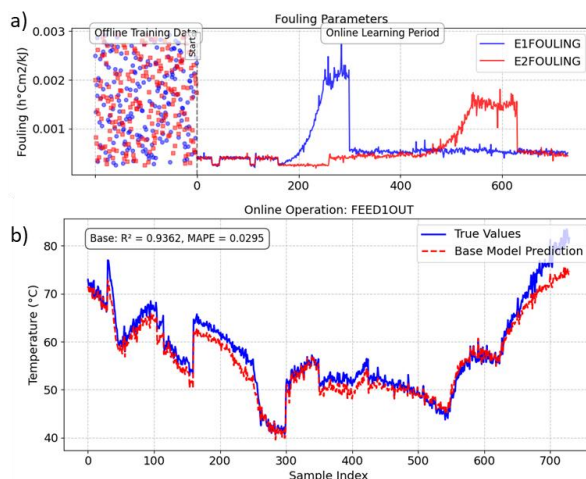 a)
Fouling Parameters
Offline Training Data
Start
Online Learning Period
E1FOULING
E2FOULING
Fouling (h°Cm2/kJ)
0.003
0.002
0.001
0
200
400
600
b)
Online Operation: FEED1OUT
Base: R² = 0.9362, MAPE = 0.0295
True Values
Base Model Prediction
Temperature (°C)
80
70
60
50
40
0
100
200
300
400
500
600
700
Sample Index